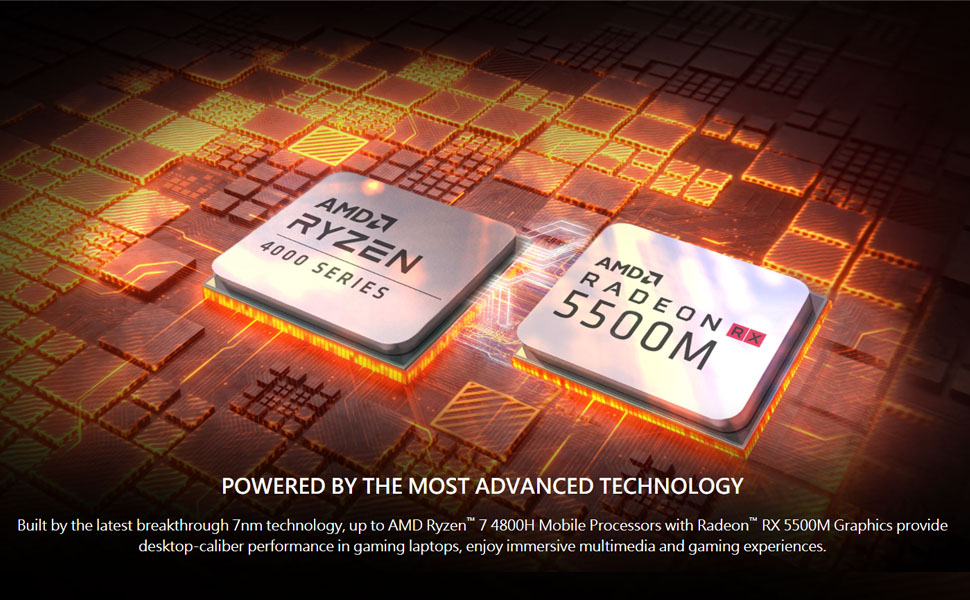 AMD
RYZEN
4000 SERIES
AMD
RADEON RX
5500M
POWERED BY THE MOST ADVANCED TECHNOLOGY
Built by the latest breakthrough 7nm technology, up to AMD Ryzen™ 7 4800H Mobile Processors with Radeon™ RX 5500M Graphics provide
desktop-caliber performance in gaming laptops, enjoy immersive multimedia and gaming experiences.